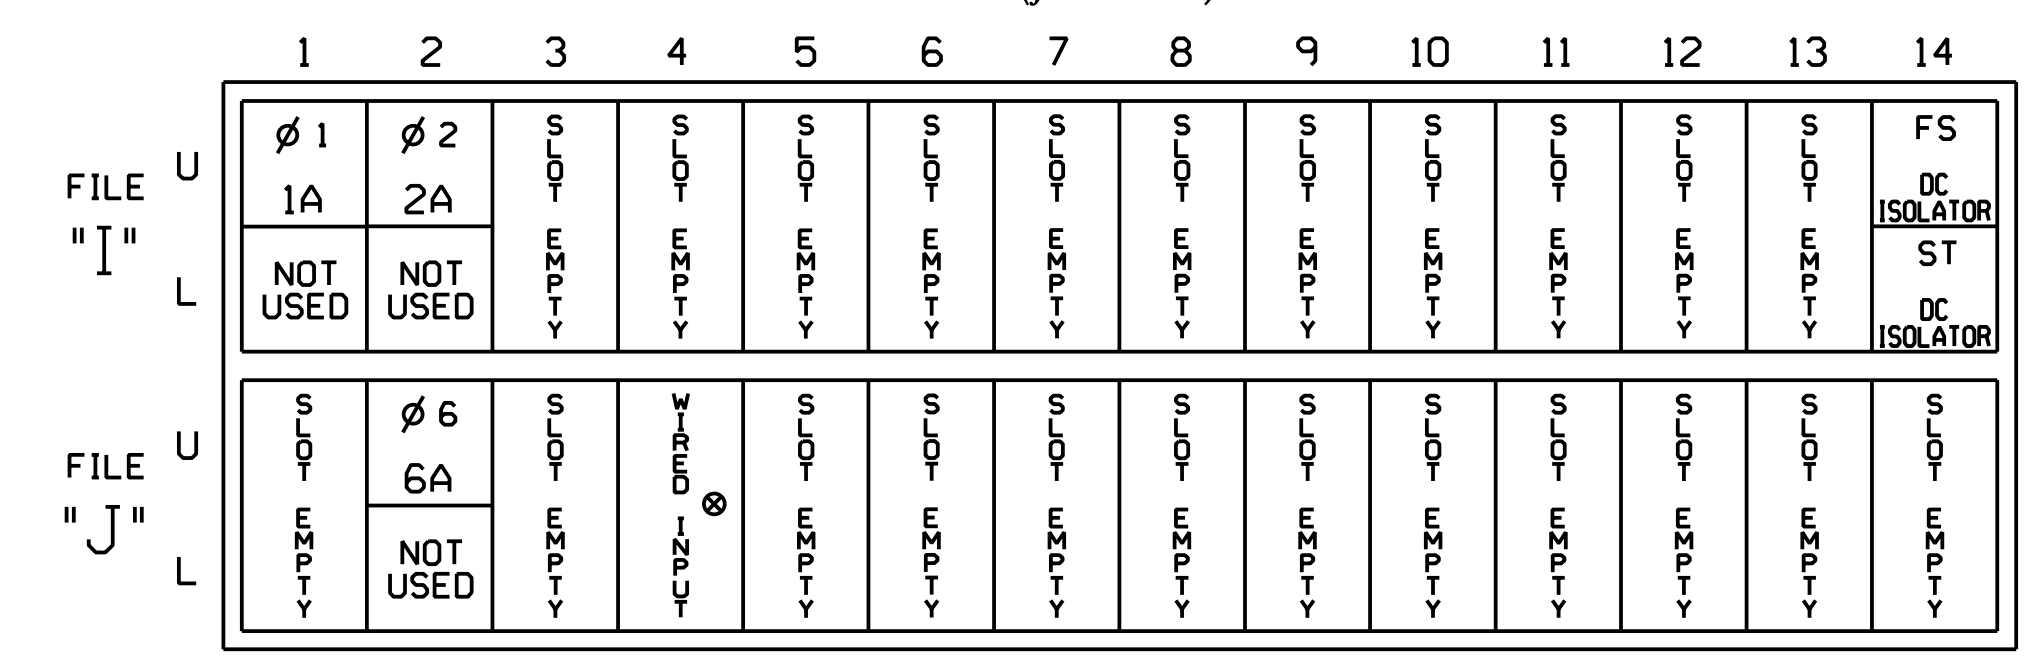 1 2 3 4 5 6 7 8 9 10 11 12 13 14
FILE
"I"
U
L
Ø 1
1A
NOT
USED
Ø 2
2A
NOT
USED
SLOT EMPTY
SLOT EMPTY
SLOT EMPTY
SLOT EMPTY
SLOT EMPTY
SLOT EMPTY
SLOT EMPTY
SLOT EMPTY
SLOT EMPTY
SLOT EMPTY
SLOT EMPTY
FS
DC
ISOLATOR
ST
DC
ISOLATOR
FILE
"J"
U
L
SLOT EMPTY
Ø 6
6A
NOT
USED
SLOT EMPTY
WIRED INPUT ⊗
SLOT EMPTY
SLOT EMPTY
SLOT EMPTY
SLOT EMPTY
SLOT EMPTY
SLOT EMPTY
SLOT EMPTY
SLOT EMPTY
SLOT EMPTY
SLOT EMPTY